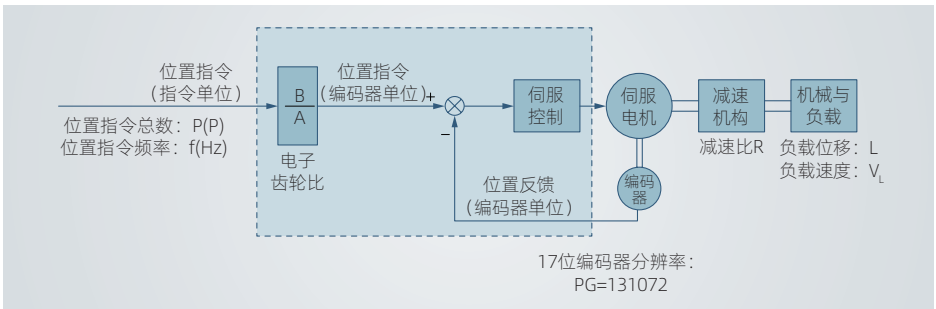 位置指令
（指令单位）
位置指令总数：P(P)
位置指令频率：f(Hz)
B
A
电子
齿轮比
位置指令
（编码器单位）
+
−
位置反馈
（编码器单位）
伺服
控制
伺服
电机
编码
器
减速
机构
减速比R
机械与
负载
负载位移：L
负载速度：V_L
17位编码器分辨率：
PG=131072